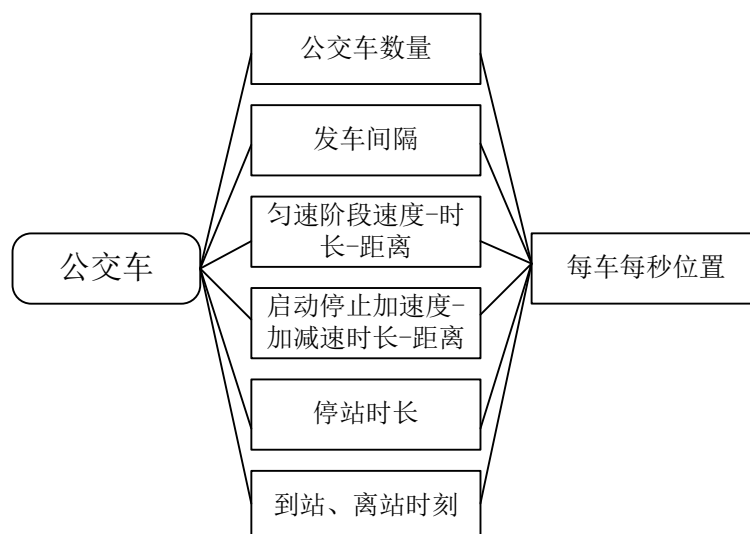 公交车数量
发车间隔
匀速阶段速度-时
长-距离
公交车
每车每秒位置
启动停止加速度-
加减速时长-距离
停站时长
到站、离站时刻